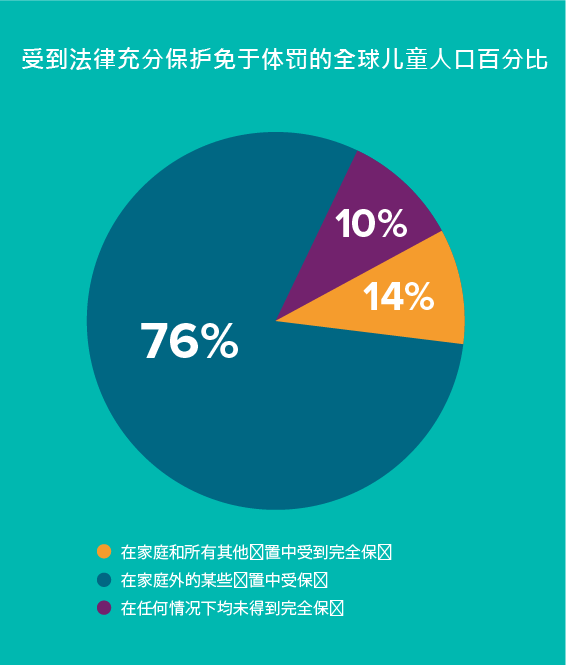 受到法律充分保护免于体罚的全球儿童人口百分比
10%
14%
76%
在家庭和所有其他置中受到完全保
在家庭外的某些置中受保
在任何情况下均未得到完全保